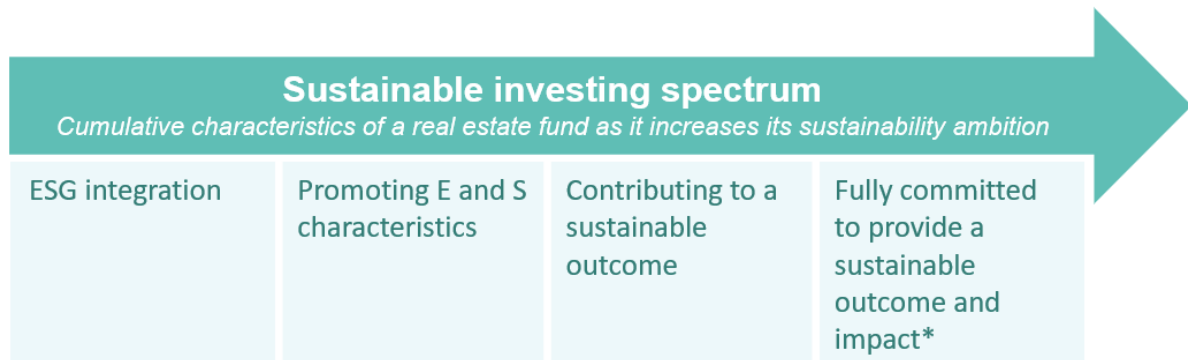 Sustainable investing spectrum
Cumulative characteristics of a real estate fund as it increases its sustainability ambition
ESG integration
Promoting E and S
characteristics
Contributing to a
sustainable
outcome
Fully committed
to provide a
sustainable
outcome and
impact*